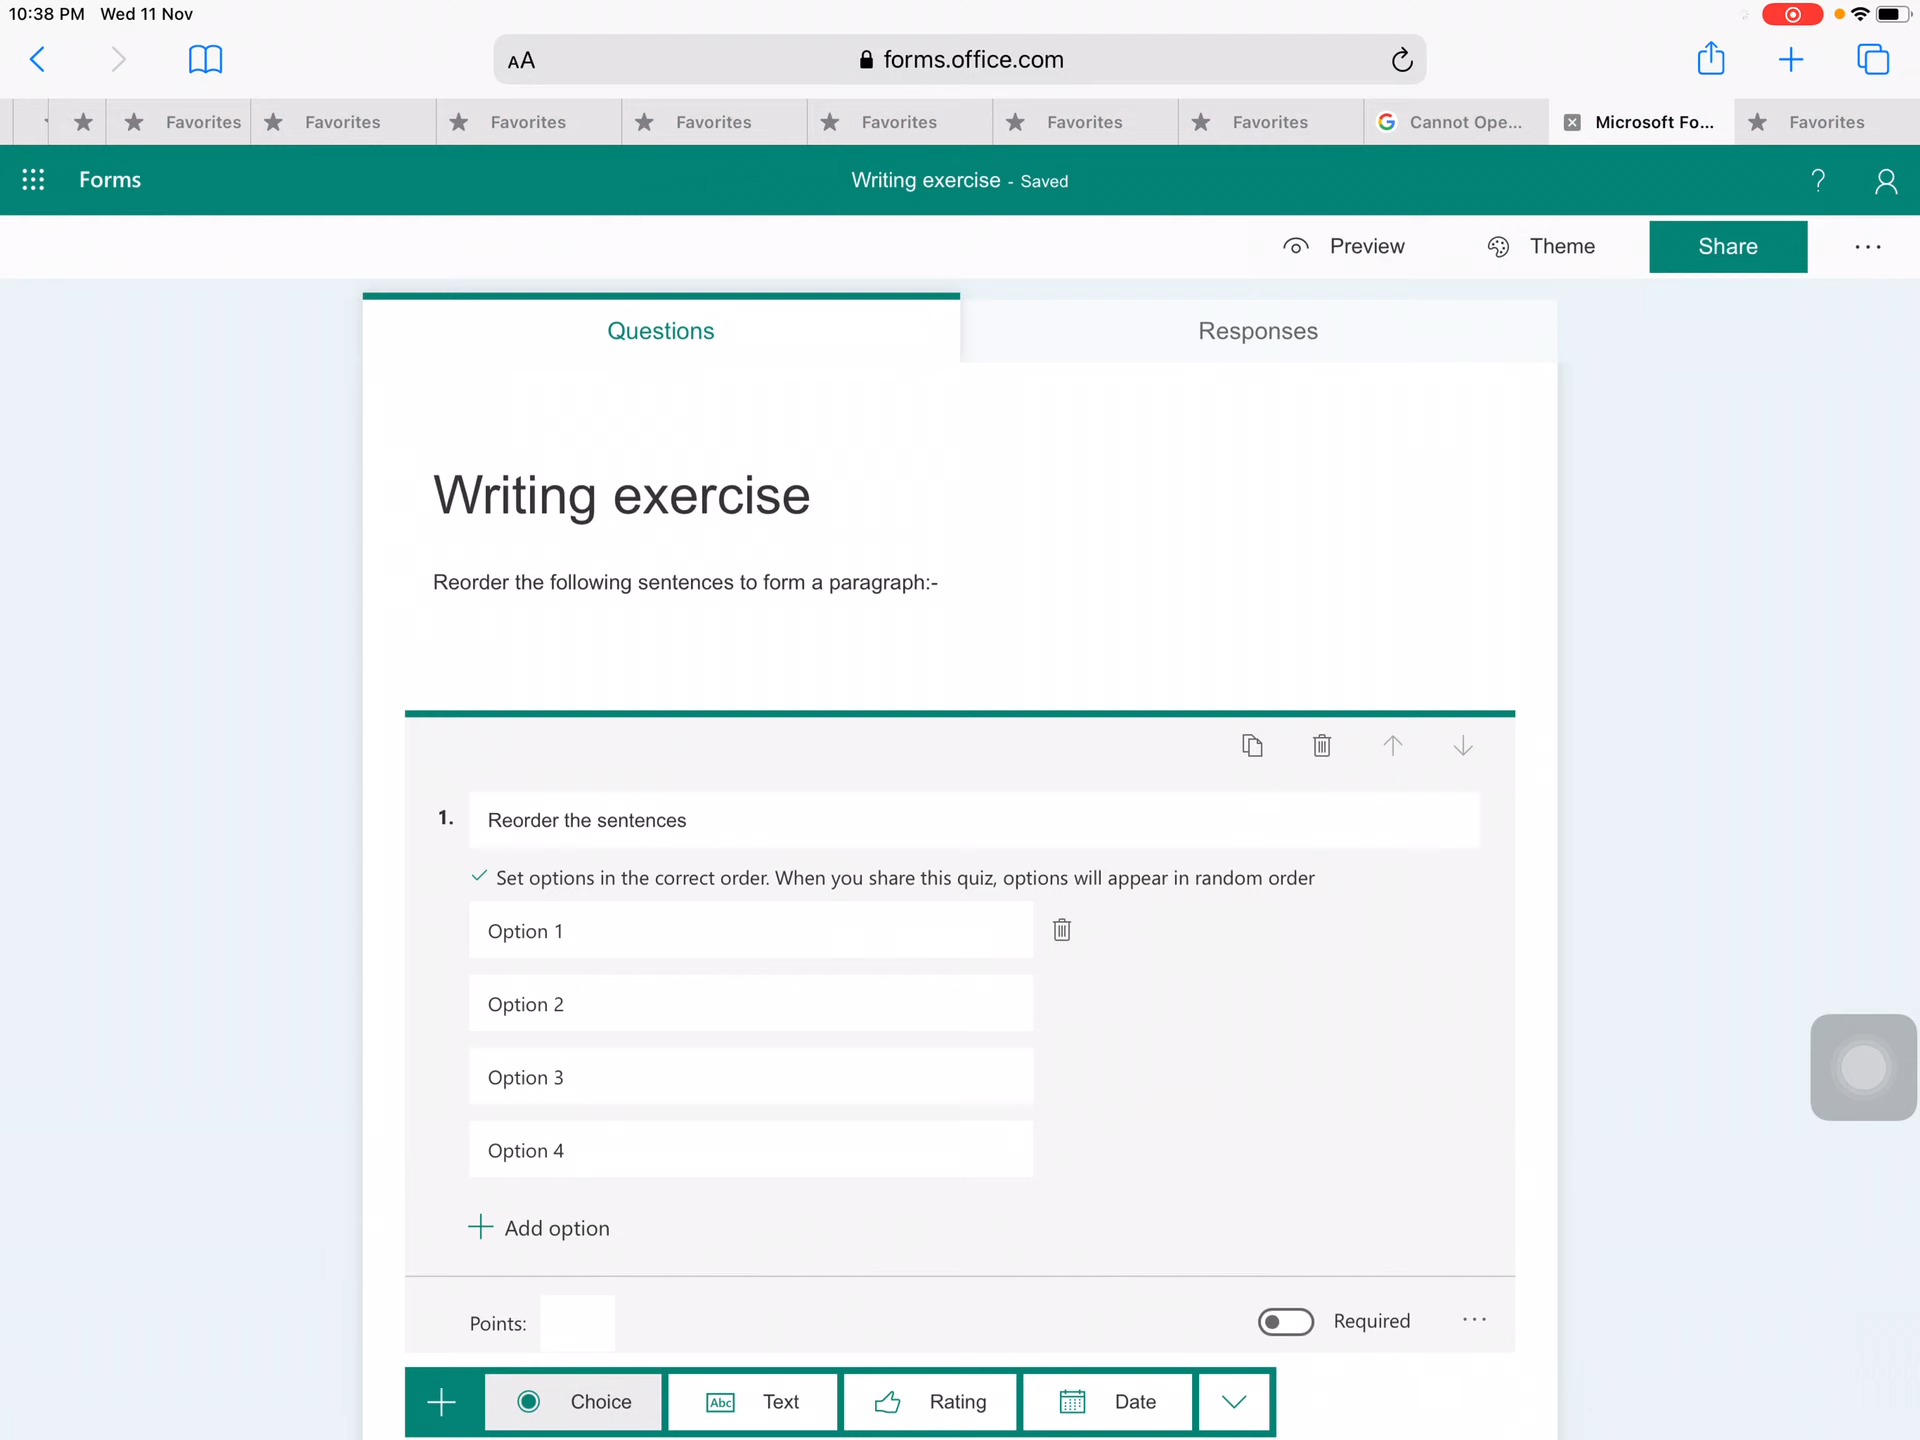 10:38 PM Wed 11 Nov
AA forms.office.com
Favorites Favorites Favorites Favorites Favorites Favorites Favorites Cannot Ope... Microsoft Fo... Favorites
Forms Writing exercise - Saved ?
Preview Theme Share ...
Questions Responses
Writing exercise
Reorder the following sentences to form a paragraph:-
1. Reorder the sentences
Set options in the correct order. When you share this quiz, options will appear in random order
Option 1
Option 2
Option 3
Option 4
Add option
Points: Required ...
Choice Abc Text Rating Date